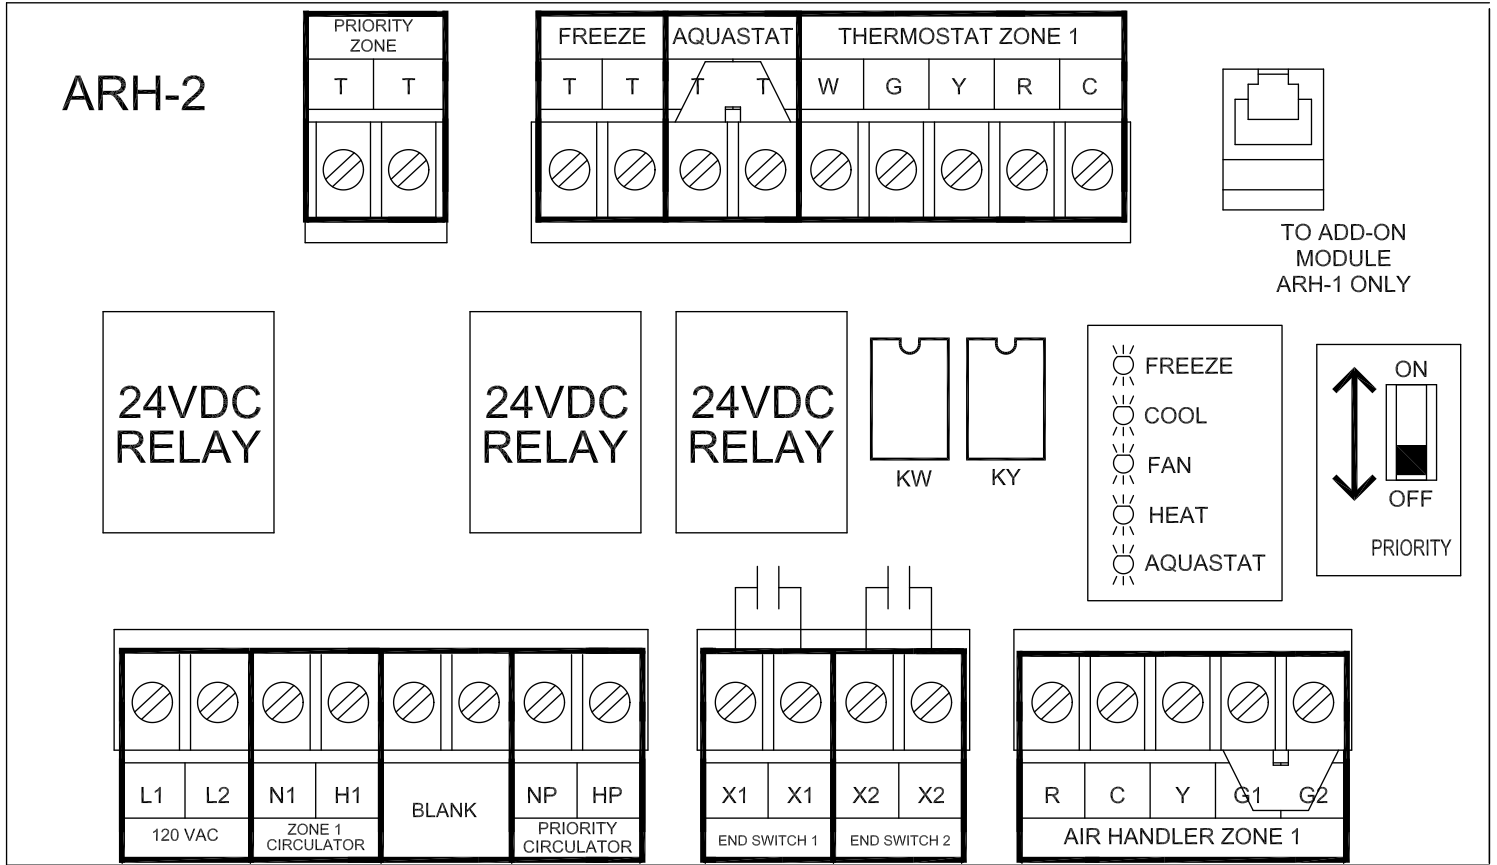 ARH-2
PRIORITY
ZONE
T T
FREEZE AQUASTAT THERMOSTAT ZONE 1
T T T T W G Y R C
TO ADD-ON
MODULE
ARH-1 ONLY
24VDC
RELAY
24VDC
RELAY
24VDC
RELAY
KW KY
FREEZE
COOL
FAN
HEAT
AQUASTAT
ON
OFF
PRIORITY
L1 L2 N1 H1 BLANK NP HP
120 VAC
ZONE 1
CIRCULATOR
PRIORITY
CIRCULATOR
X1 X1 X2 X2
END SWITCH 1 END SWITCH 2
R C Y G1 G2
AIR HANDLER ZONE 1